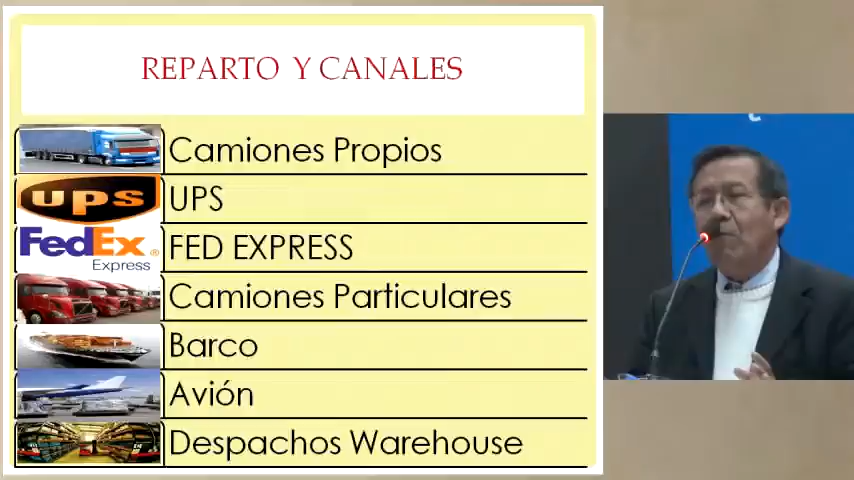 REPARTO Y CANALES
Camiones Propios
ups
UPS
FedEx
Express
FED EXPRESS
Camiones Particulares
Barco
Avión
Despachos Warehouse